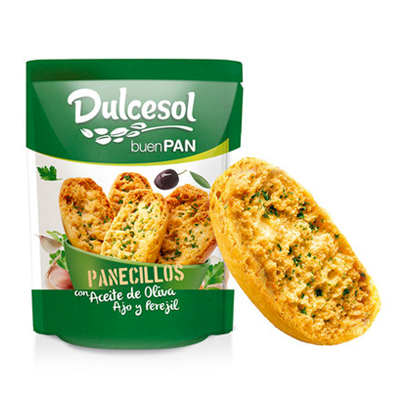 Dulcesol
buenPAN
PANECILLOS
con Aceite de Oliva
Ajo y Perejil